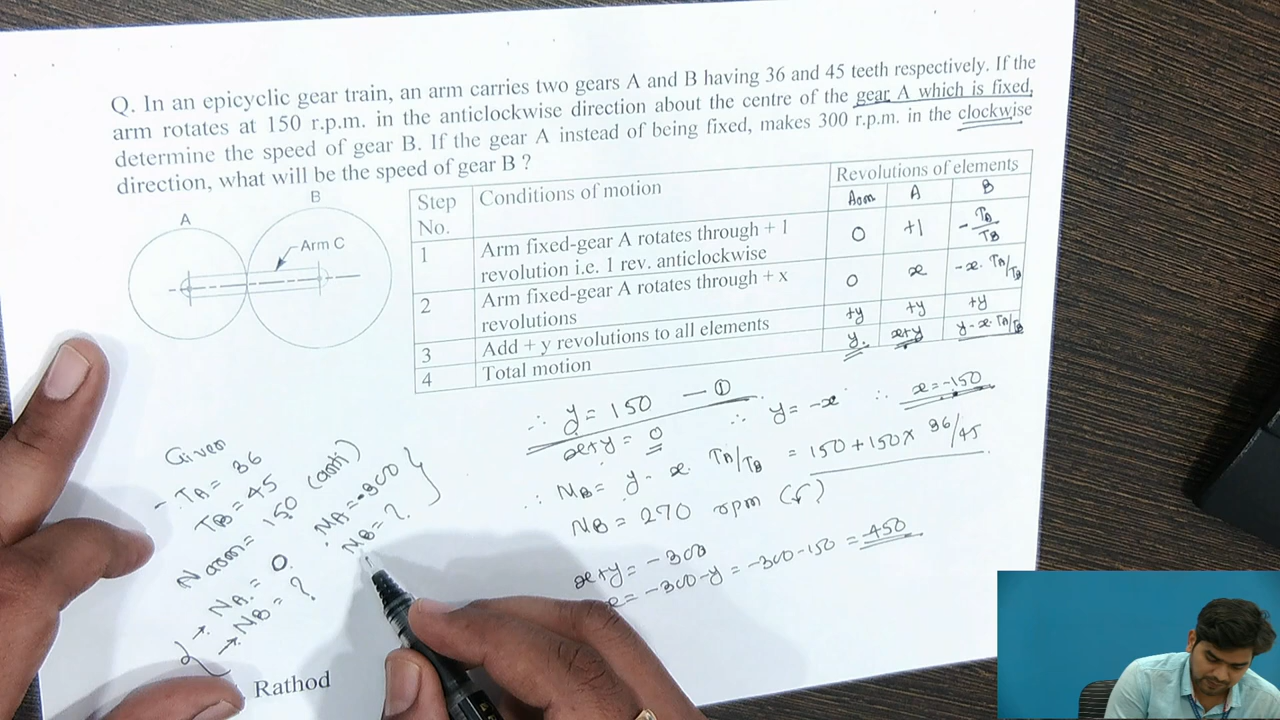 Q. In an epicyclic gear train, an arm carries two gears A and B having 36 and 45 teeth respectively. If the
arm rotates at 150 r.p.m. in the anticlockwise direction about the centre of the gear A which is fixed,
determine the speed of gear B. If the gear A instead of being fixed, makes 300 r.p.m. in the clockwise
direction, what will be the speed of gear B ?
A
B
Arm C
Step No.
Conditions of motion
Revolutions of elements
Arm A B
1 Arm fixed-gear A rotates through + 1 0 +1 -TA/TB
revolution i.e. 1 rev. anticlockwise
2 Arm fixed-gear A rotates through + x 0 x -x. TA/TB
revolutions
3 Add + y revolutions to all elements +y +y +y
4 Total motion y. x+y y-x.TA/TB
∴ y = 150 — ①
x+y = 0 ∴ y = -x ∴ x = -150
∴ NB = y - x. TA/TB = 150 + 150 x 36/45
NB = 270 rpm
x+y = -300
x = -300-y = -300-150 = -450
Given
- TA = 36
TB = 45
Narm = 150 (anti)
→ NA = 0.
→ NB = ?
NA = -300
NB = ?
Rathod